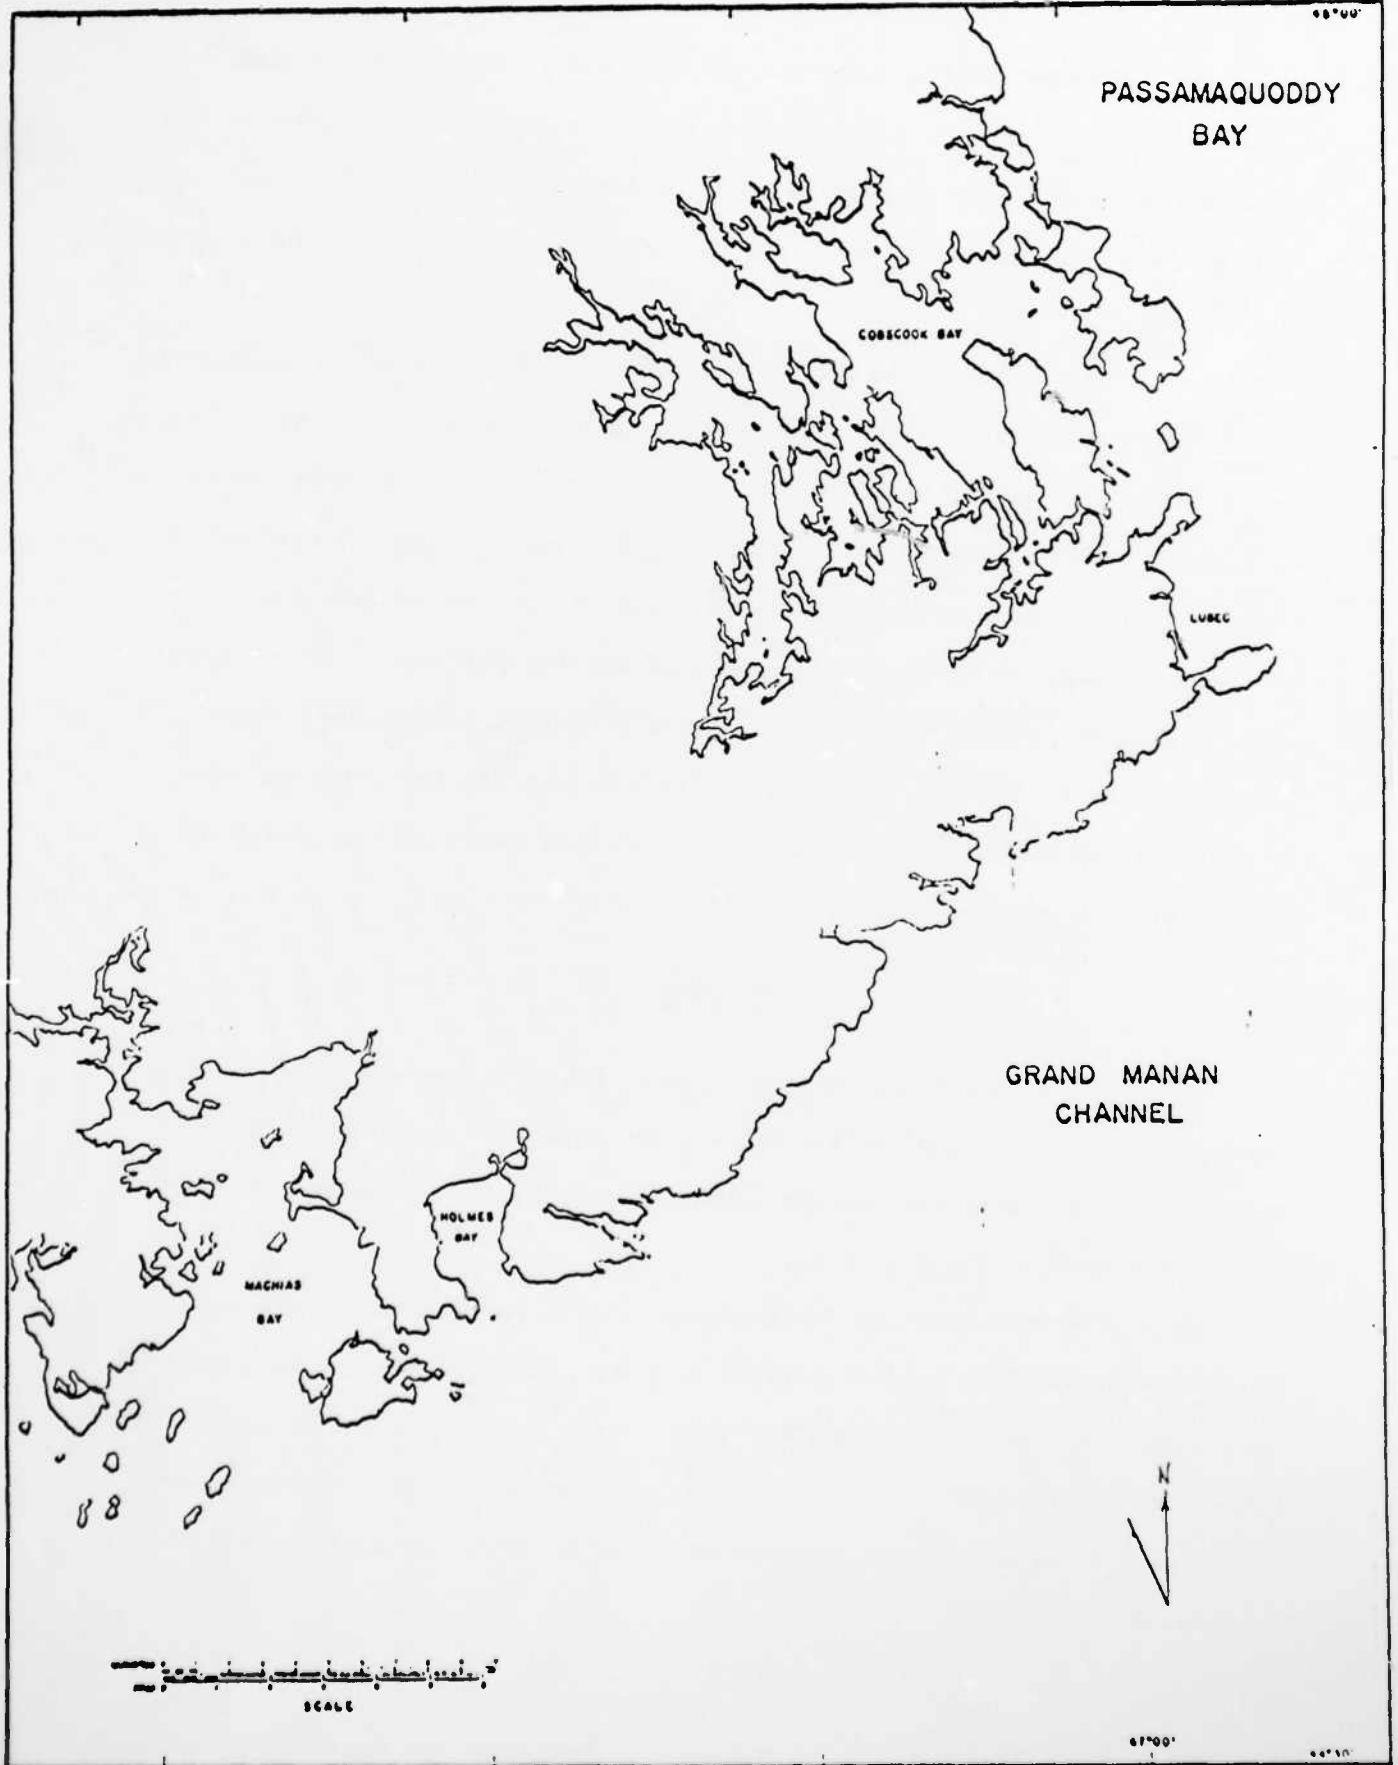 PASSAMAQUODDY
BAY
COBSCOOK BAY
LUBEC
GRAND MANAN
CHANNEL
HOLMES
BAY
MACHIAS
BAY
N
SCALE
67°00'